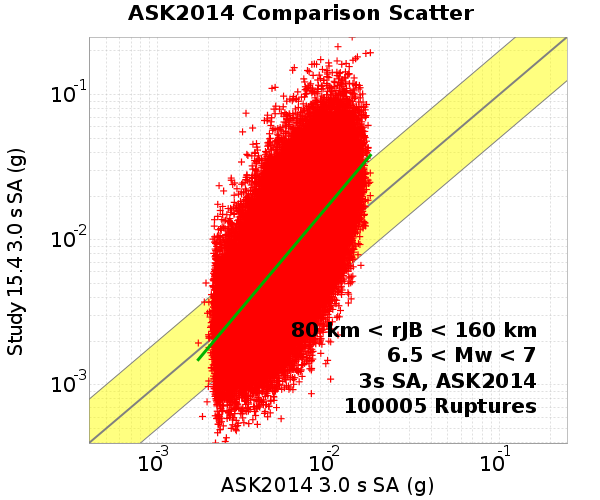 ASK2014 Comparison Scatter
Study 15.4 3.0 s SA (g)
10⁻¹
10⁻²
10⁻³
80 km < rJB < 160 km
6.5 < Mw < 7
3s SA, ASK2014
100005 Ruptures
10⁻³ 10⁻² 10⁻¹
ASK2014 3.0 s SA (g)